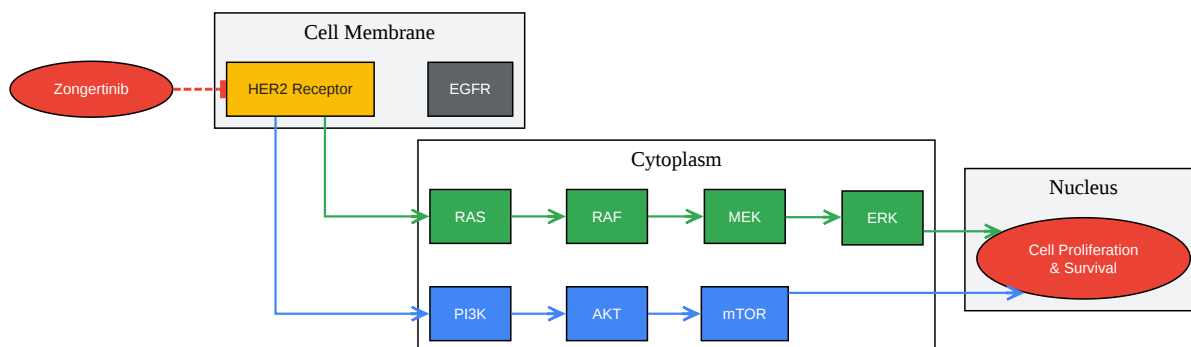 Cell Membrane
Zongertinib
HER2 Receptor
EGFR
Cytoplasm
Nucleus
RAS
RAF
MEK
ERK
Cell Proliferation
& Survival
PI3K
AKT
mTOR